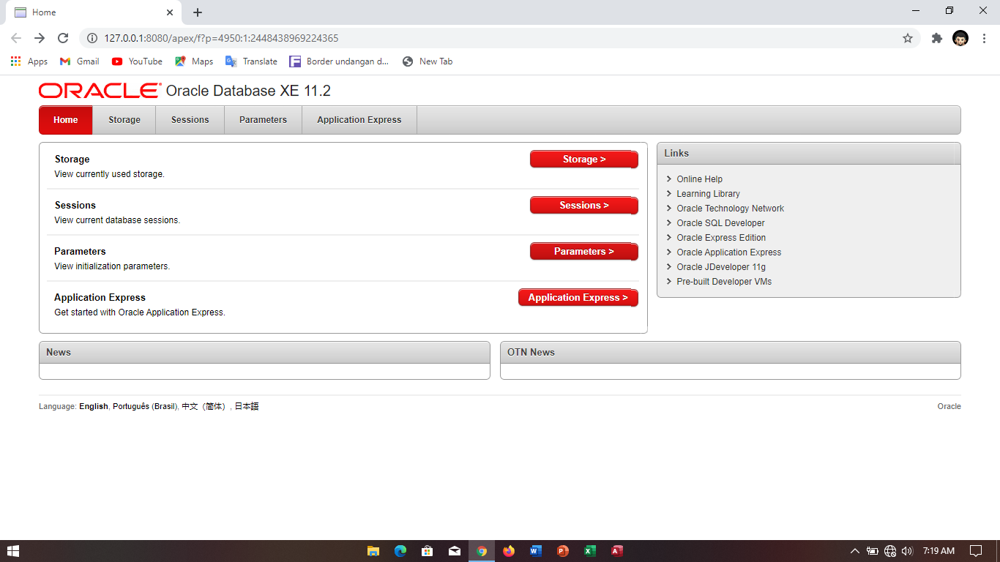 Home
127.0.0.1:8080/apex/f?p=4950:1:2448438969224365
Apps Gmail YouTube Maps Translate Border undangan d... New Tab
ORACLE Oracle Database XE 11.2
Home Storage Sessions Parameters Application Express
Storage
View currently used storage.
Storage >
Sessions
View current database sessions.
Sessions >
Parameters
View initialization parameters.
Parameters >
Application Express
Get started with Oracle Application Express.
Application Express >
Links
Online Help
Learning Library
Oracle Technology Network
Oracle SQL Developer
Oracle Express Edition
Oracle Application Express
Oracle JDeveloper 11g
Pre-built Developer VMs
News
OTN News
Language: English, Português (Brasil), 中文（简体）, 日本語
Oracle
7:19 AM